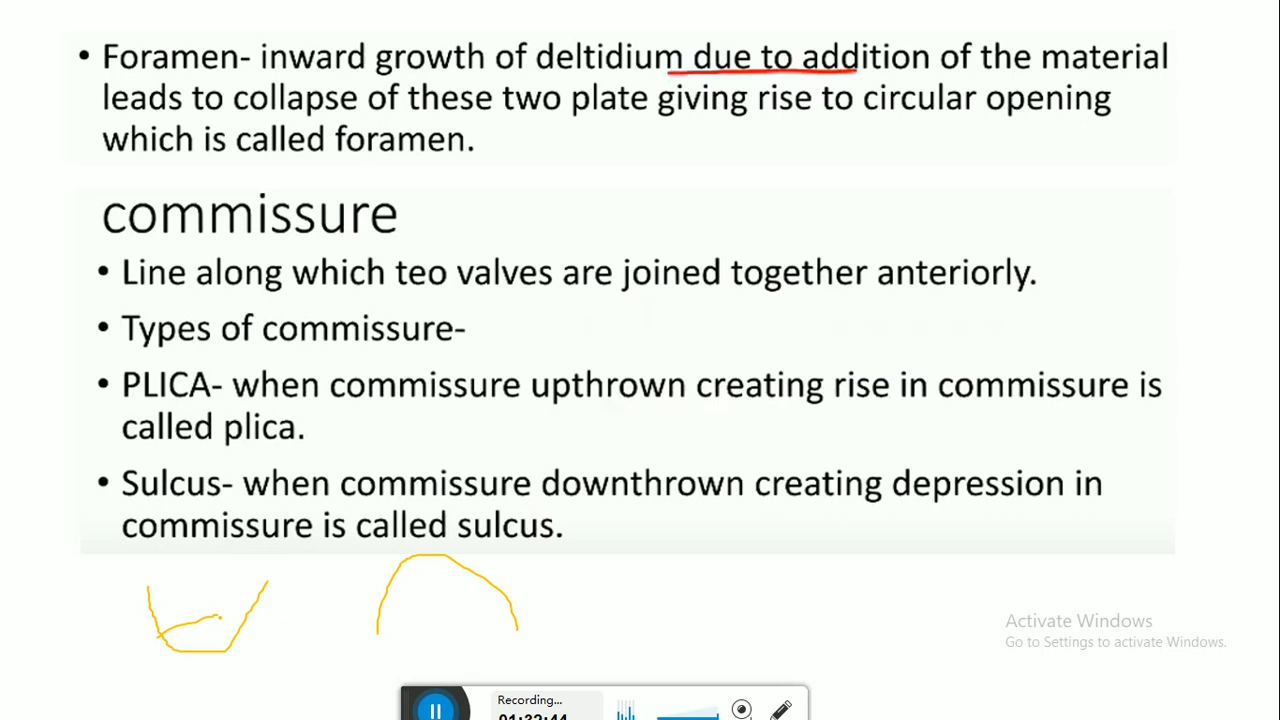 • Foramen- inward growth of deltidium due to addition of the material
leads to collapse of these two plate giving rise to circular opening
which is called foramen.
commissure
• Line along which teo valves are joined together anteriorly.
• Types of commissure-
• PLICA- when commissure upthrown creating rise in commissure is
called plica.
• Sulcus- when commissure downthrown creating depression in
commissure is called sulcus.
Activate Windows
Go to Settings to activate Windows.
Recording...
01:32:44